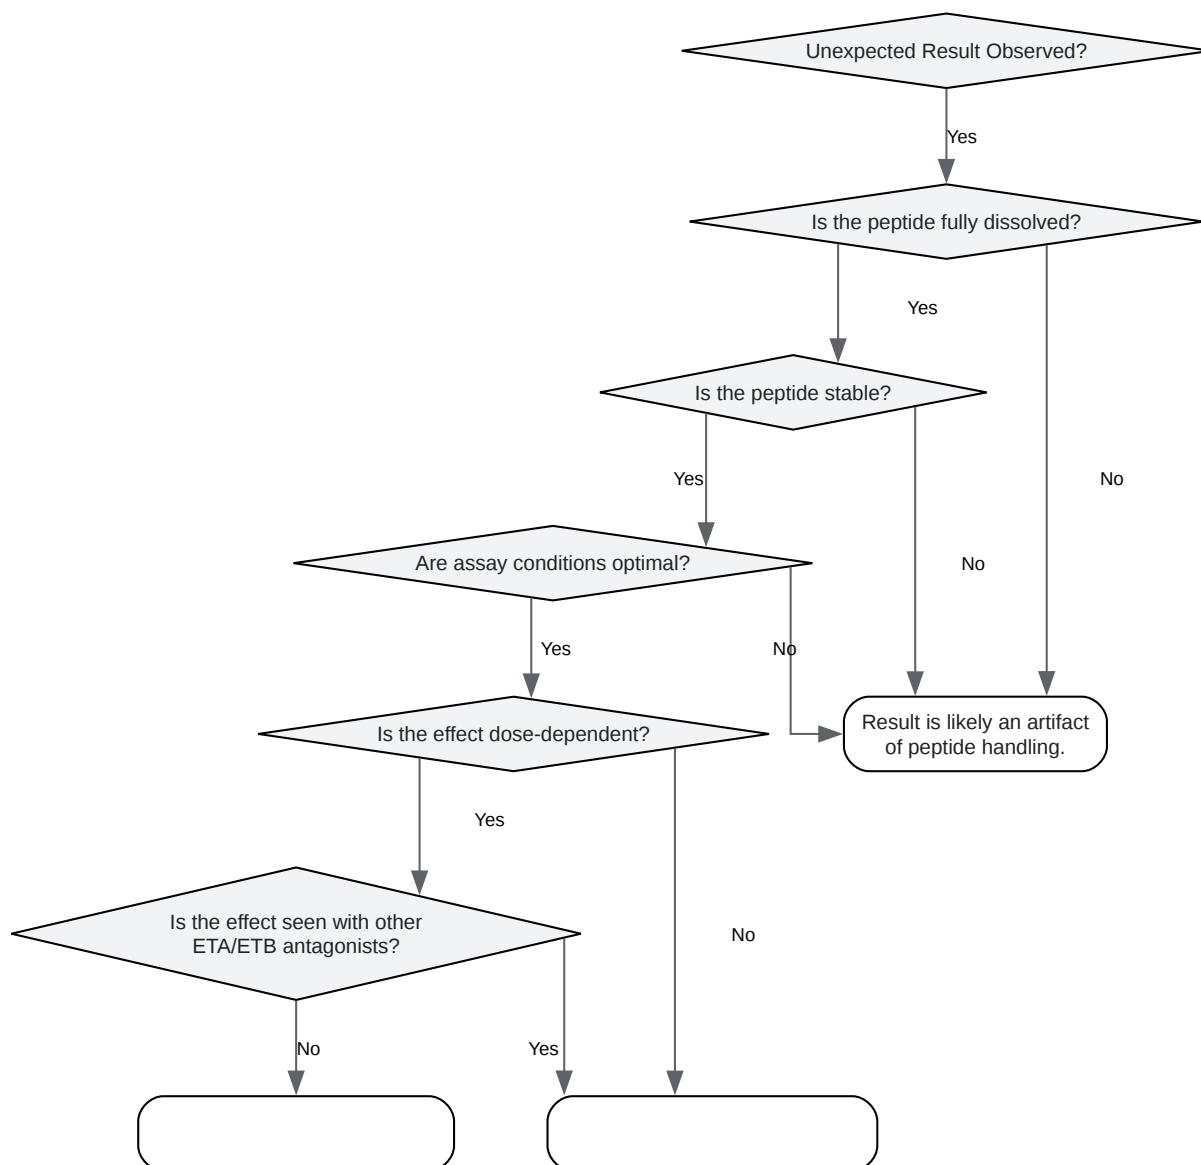 Unexpected Result Observed?
Yes
Is the peptide fully dissolved?
Yes
Is the peptide stable?
Yes
No
Are assay conditions optimal?
No
Yes
No
Is the effect dose-dependent?
Result is likely an artifact
of peptide handling.
Yes
Is the effect seen with other
ETA/ETB antagonists?
No
No
Yes